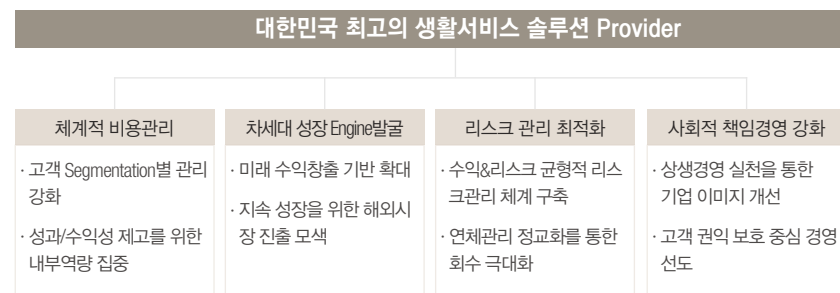 대한민국 최고의 생활서비스 솔루션 Provider
체계적 비용관리
· 고객 Segmentation별 관리
강화
· 성과/수익성 제고를 위한
내부역량 집중
차세대 성장 Engine발굴
· 미래 수익창출 기반 확대
· 지속 성장을 위한 해외시
장 진출 모색
리스크 관리 최적화
· 수익&리스크 균형적 리스
크관리 체계 구축
· 연체관리 정교화를 통한
회수 극대화
사회적 책임경영 강화
· 상생경영 실천을 통한
기업 이미지 개선
· 고객 권익 보호 중심 경영
선도